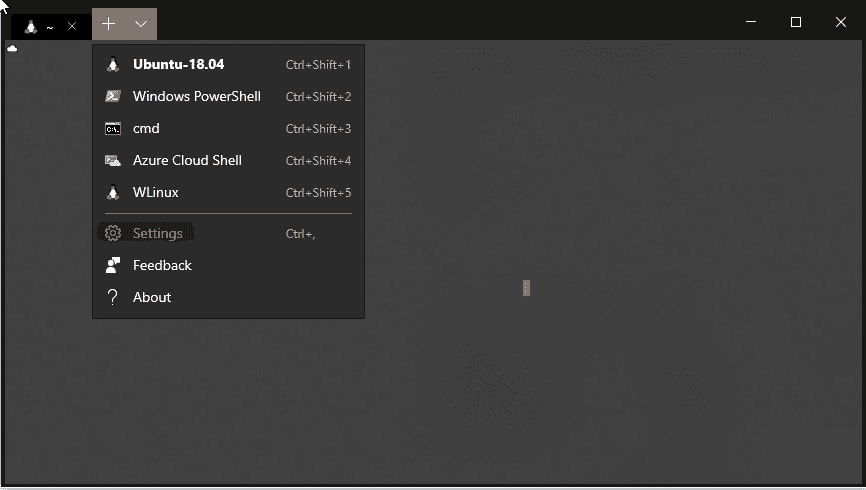 ~
Ubuntu-18.04 Ctrl+Shift+1
Windows PowerShell Ctrl+Shift+2
cmd Ctrl+Shift+3
Azure Cloud Shell Ctrl+Shift+4
WLinux Ctrl+Shift+5
Settings Ctrl+,
Feedback
About